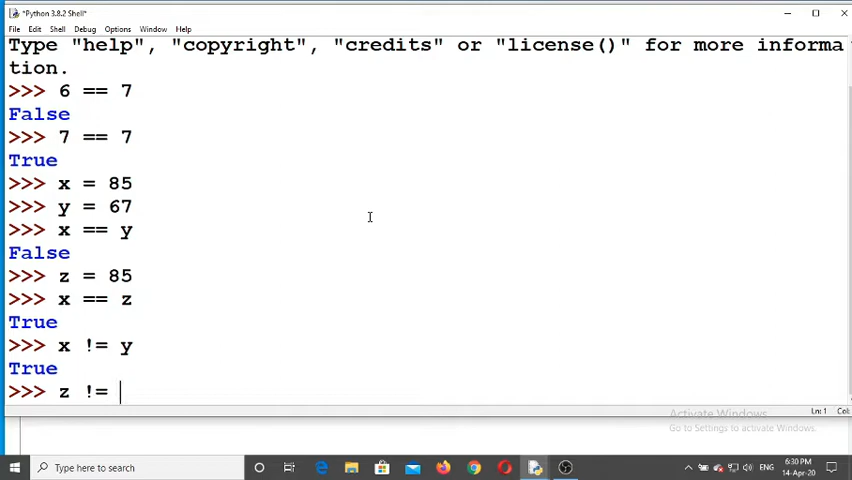 *Python 3.8.2 Shell*
File Edit Shell Debug Options Window Help
Type "help", "copyright", "credits" or "license()" for more informa
tion.
>>> 6 == 7
False
>>> 7 == 7
True
>>> x = 85
>>> y = 67
>>> x == y
False
>>> z = 85
>>> x == z
True
>>> x != y
True
>>> z !=
Activate Windows
Ln: 1 Col:
Go to Settings to activate Windows.
Type here to search
ENG
6:30 PM
14-Apr-20